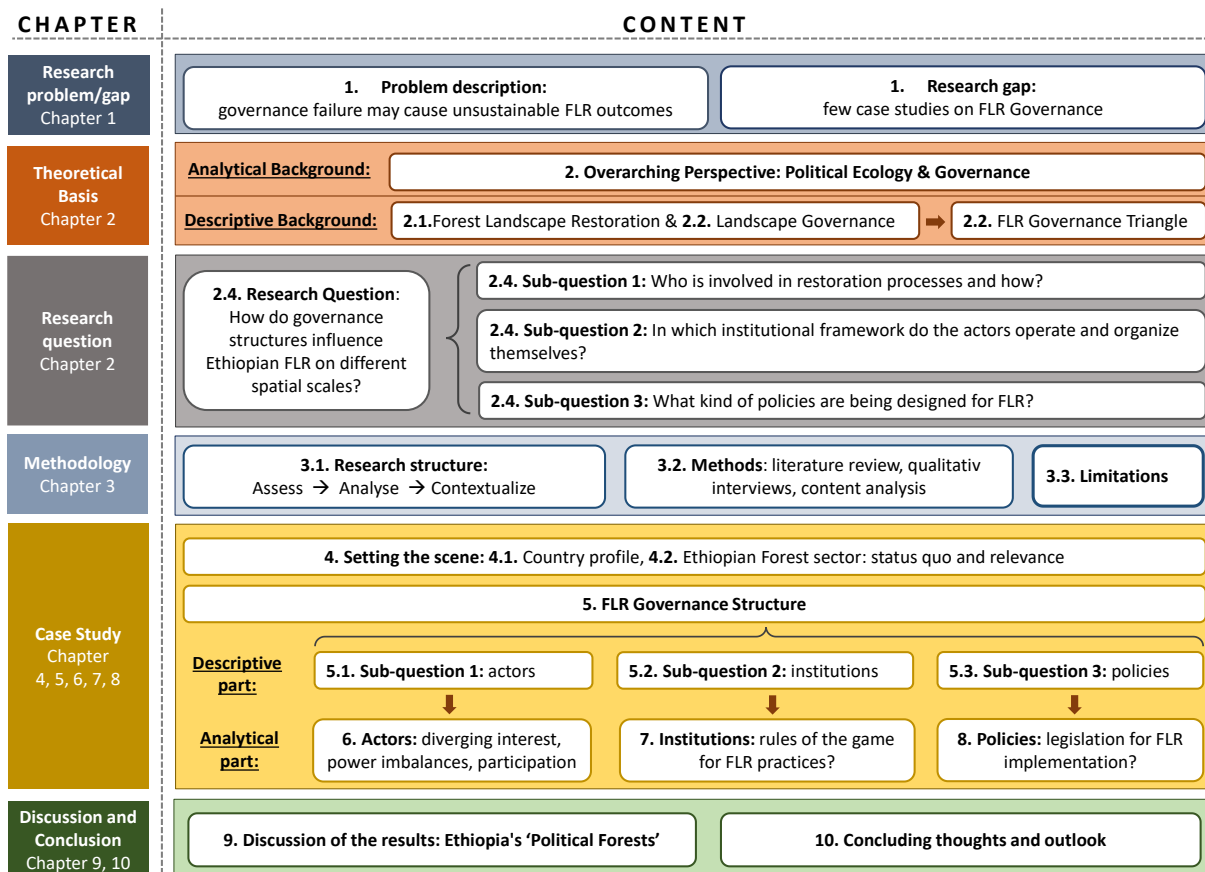 CHAPTER
CONTENT
Research
problem/gap
Chapter 1
1. Problem description:
governance failure may cause unsustainable FLR outcomes
1. Research gap:
few case studies on FLR Governance
Theoretical
Basis
Chapter 2
Analytical Background:
2. Overarching Perspective: Political Ecology & Governance
Descriptive Background:
2.1.Forest Landscape Restoration & 2.2. Landscape Governance
2.2. FLR Governance Triangle
Research
question
Chapter 2
2.4. Research Question:
How do governance
structures influence
Ethiopian FLR on different
spatial scales?
2.4. Sub-question 1: Who is involved in restoration processes and how?
2.4. Sub-question 2: In which institutional framework do the actors operate and organize
themselves?
2.4. Sub-question 3: What kind of policies are being designed for FLR?
Methodology
Chapter 3
3.1. Research structure:
Assess → Analyse → Contextualize
3.2. Methods: literature review, qualitativ
interviews, content analysis
3.3. Limitations
Case Study
Chapter
4, 5, 6, 7, 8
4. Setting the scene: 4.1. Country profile, 4.2. Ethiopian Forest sector: status quo and relevance
5. FLR Governance Structure
Descriptive
part:
5.1. Sub-question 1: actors
5.2. Sub-question 2: institutions
5.3. Sub-question 3: policies
Analytical
part:
6. Actors: diverging interest,
power imbalances, participation
7. Institutions: rules of the game
for FLR practices?
8. Policies: legislation for FLR
implementation?
Discussion and
Conclusion
Chapter 9, 10
9. Discussion of the results: Ethiopia's ‘Political Forests’
10. Concluding thoughts and outlook